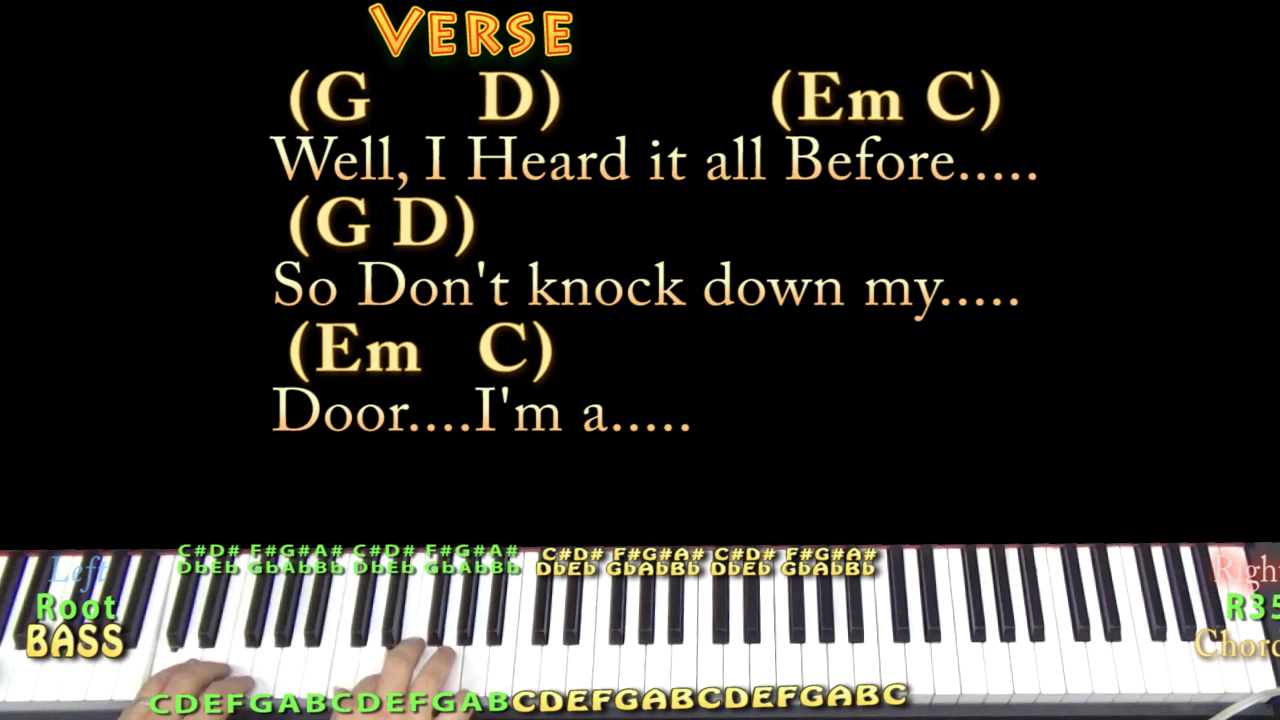 VERSE
(G D) (Em C)
Well, I Heard it all Before.....
(G D)
So Don't knock down my.....
(Em C)
Door....I'm a.....
C#D# F#G#A# C#D# F#G#A# C#D# F#G#A# C#D# F#G#A#
DbEb GbAbBb DbEb GbAbBb DbEb GbAbBb DbEb GbAbBb
Left
Root
BASS
Right
R35
Chord
CDEFGABCDEFGABCDEFGABCDEFGABC